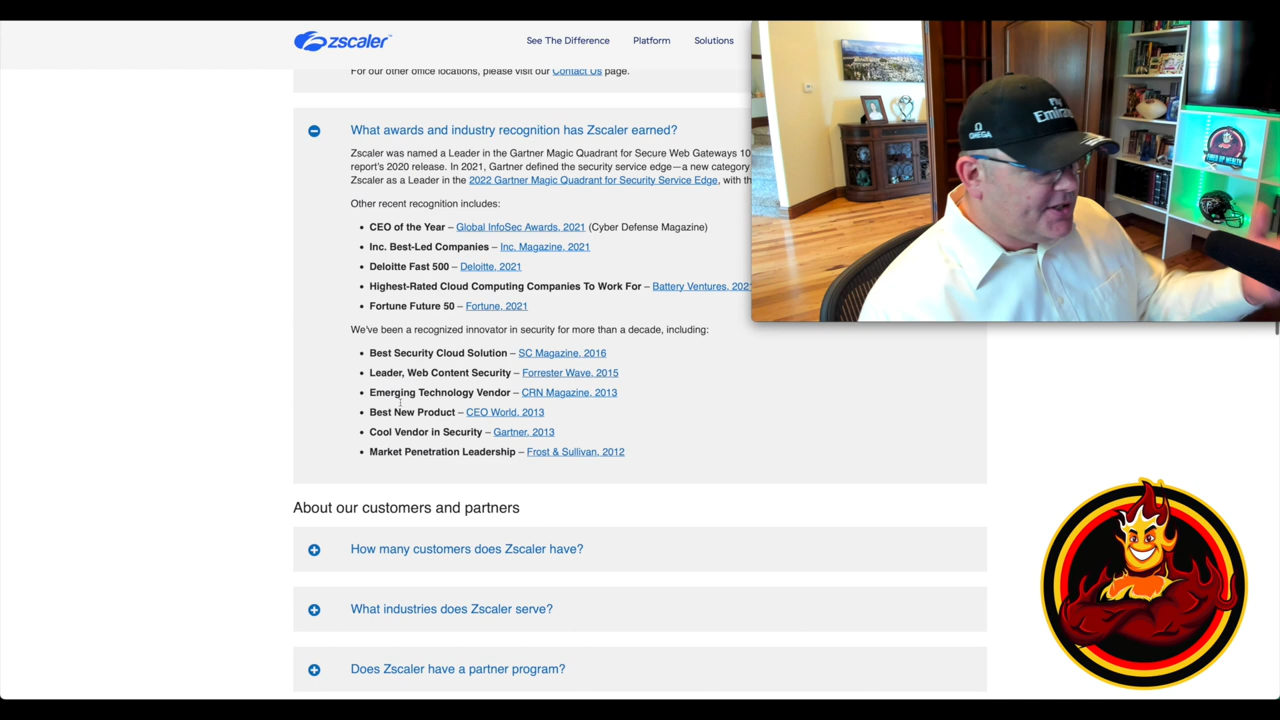 zscaler™
See The Difference
Platform
Solutions
For our other office locations, please visit our Contact Us page.
What awards and industry recognition has Zscaler earned?
Zscaler was named a Leader in the Gartner Magic Quadrant for Secure Web Gateways 10
report's 2020 release. In 2021, Gartner defined the security service edge—a new category
Zscaler as a Leader in the 2022 Gartner Magic Quadrant for Security Service Edge, with th
Other recent recognition includes:
• CEO of the Year – Global InfoSec Awards, 2021 (Cyber Defense Magazine)
• Inc. Best-Led Companies – Inc. Magazine, 2021
• Deloitte Fast 500 – Deloitte, 2021
• Highest-Rated Cloud Computing Companies To Work For – Battery Ventures, 2021
• Fortune Future 50 – Fortune, 2021
We've been a recognized innovator in security for more than a decade, including:
• Best Security Cloud Solution – SC Magazine, 2016
• Leader, Web Content Security – Forrester Wave, 2015
• Emerging Technology Vendor – CRN Magazine, 2013
• Best New Product – CEO World, 2013
• Cool Vendor in Security – Gartner, 2013
• Market Penetration Leadership – Frost & Sullivan, 2012
About our customers and partners
How many customers does Zscaler have?
What industries does Zscaler serve?
Does Zscaler have a partner program?
Fly
Emirates
OMEGA
FIRED UP WEALTH